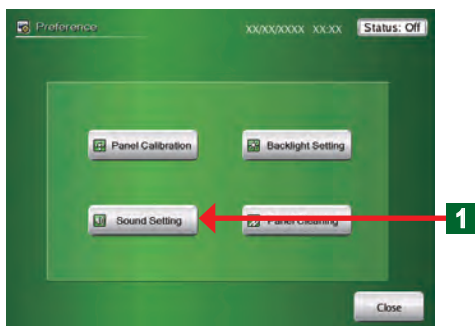 Preference
XX/XX/XXXX XX:XX
Status: Off
Panel Calibration
Backlight Setting
Sound Setting
Panel Cleaning
1
Close